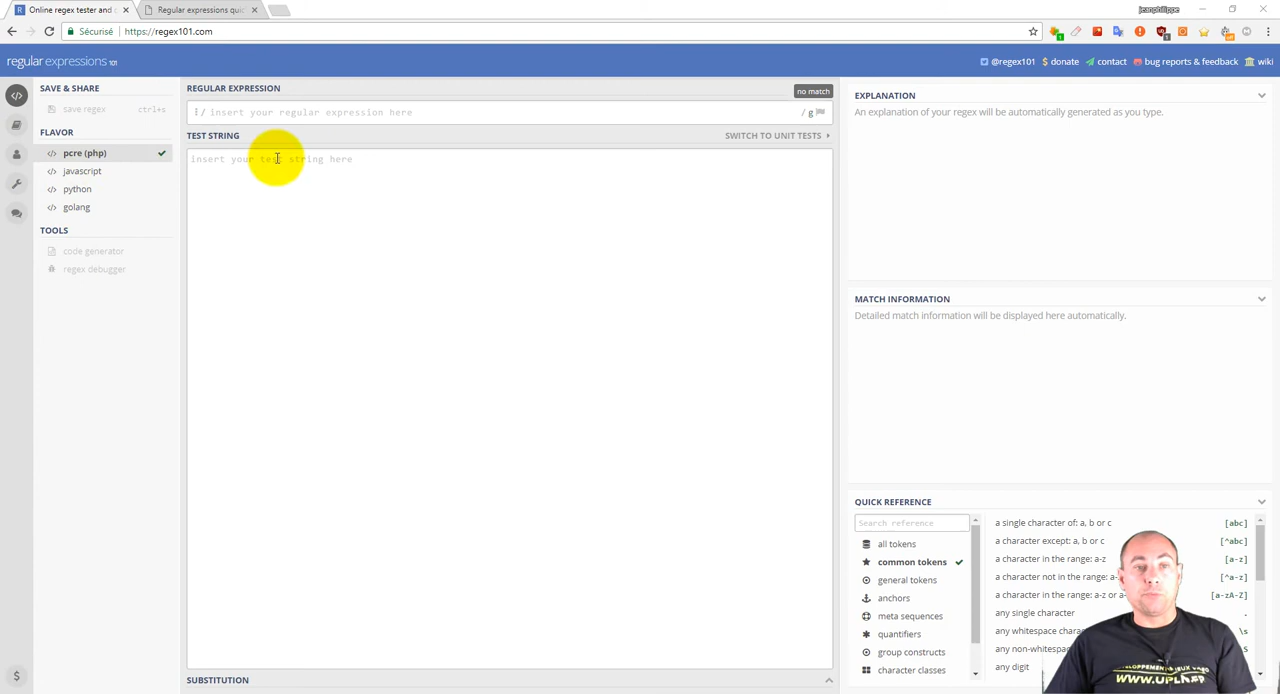 Online regex tester and
Regular expressions quic
jeanphilippe
Sécurisé
https://regex101.com
regular expressions 101
@regex101
donate
contact
bug reports & feedback
wiki
SAVE & SHARE
save regex
ctrl+s
FLAVOR
pcre (php)
javascript
python
golang
TOOLS
code generator
regex debugger
REGULAR EXPRESSION
no match
/ insert your regular expression here
/ g
TEST STRING
SWITCH TO UNIT TESTS
insert your test string here
SUBSTITUTION
EXPLANATION
An explanation of your regex will be automatically generated as you type.
MATCH INFORMATION
Detailed match information will be displayed here automatically.
QUICK REFERENCE
Search reference
all tokens
common tokens
general tokens
anchors
meta sequences
quantifiers
group constructs
character classes
a single character of: a, b or c [abc]
a character except: a, b or c [^abc]
a character in the range: a-z [a-z]
a character not in the range: a- [^a-z]
a character in the range: a-z or a- [a-zA-Z]
any single character .
any whitespace charac \s
any non-whitespa
any digit